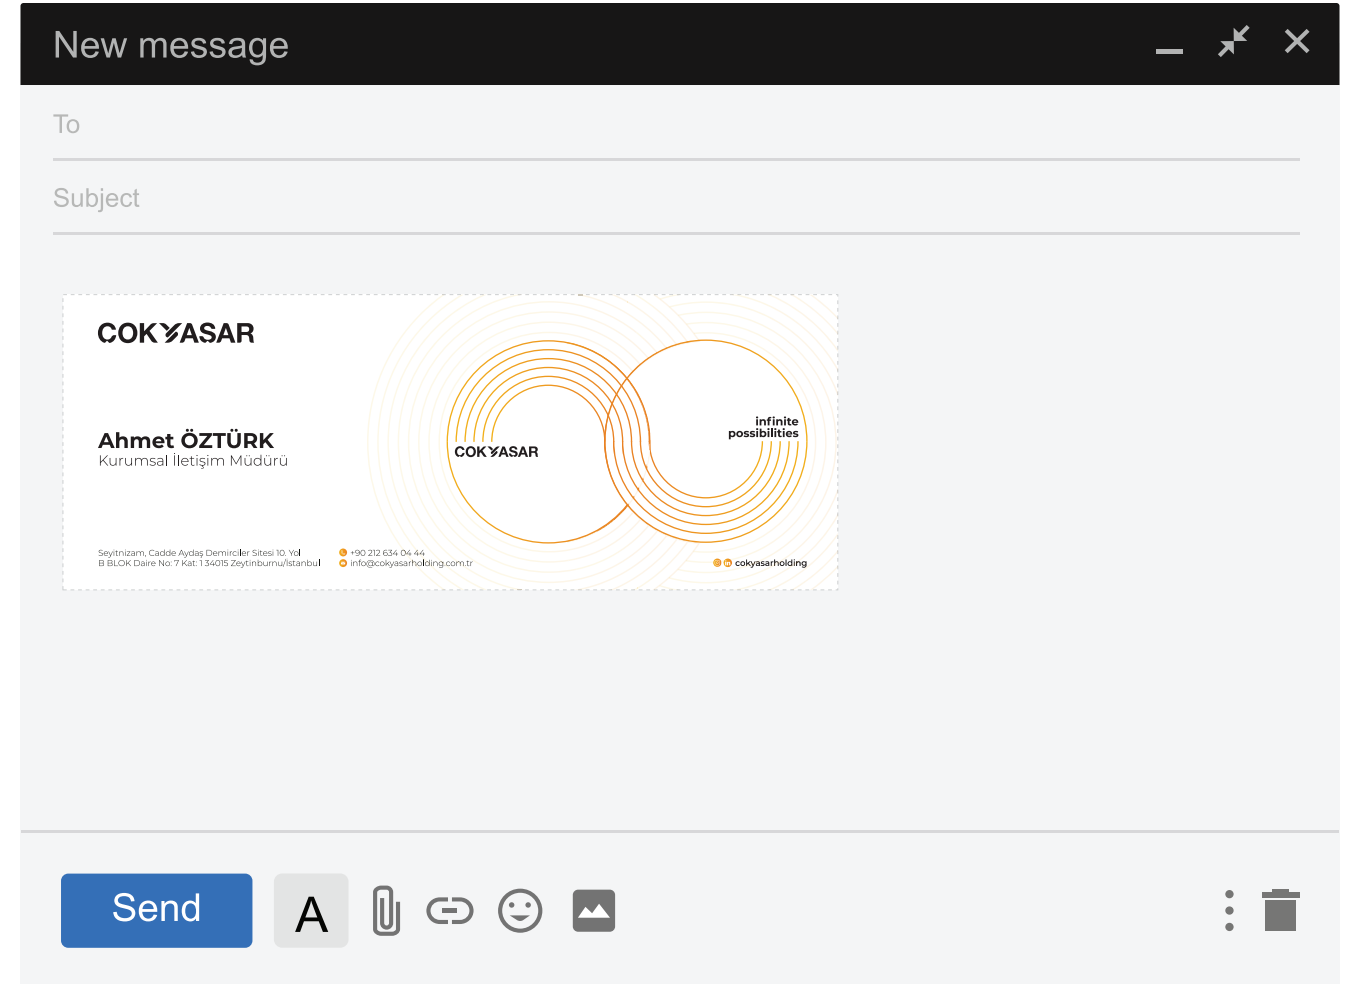 New message
To
Subject
COKYASAR
Ahmet ÖZTÜRK
Kurumsal İletişim Müdürü
COKYASAR
infinite
possibilities
Seyitnizam, Cadde Aydaş Demirciler Sitesi 10. Yol
B BLOK Daire No: 7 Kat: 1 34015 Zeytinburnu/İstanbul
+90 212 634 04 44
info@cokyasarholding.com.tr
cokyasarholding
Send
A